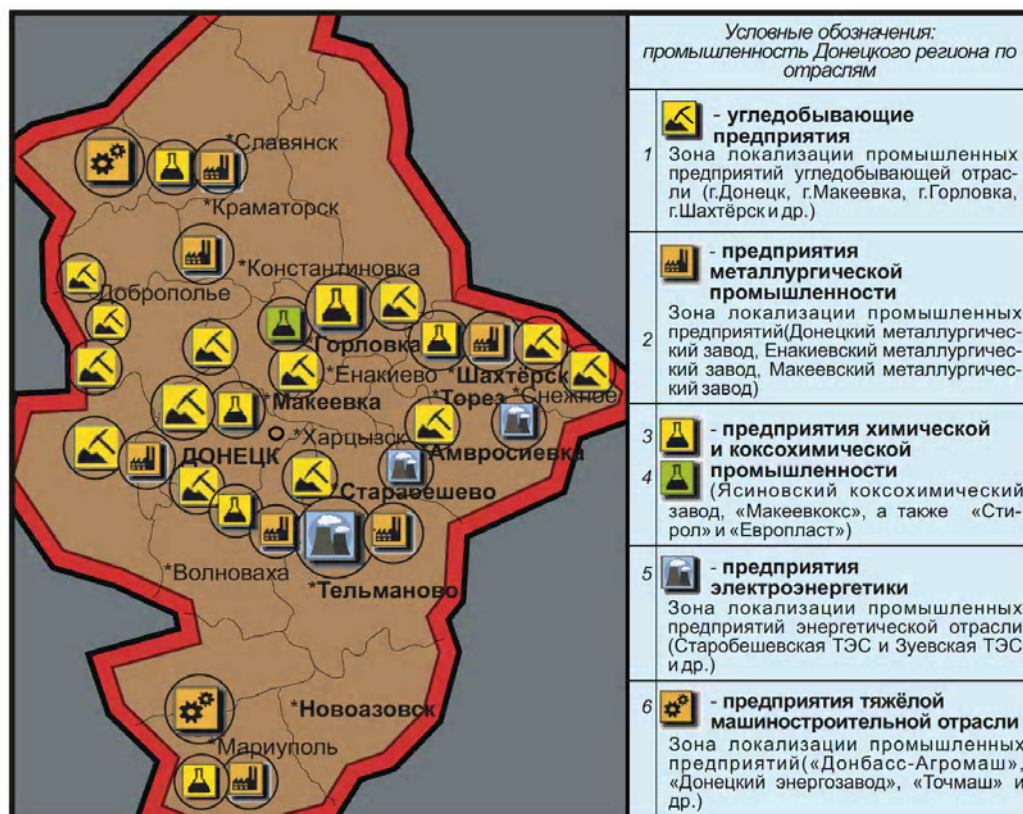 *Славянск
*Краматорск
*Константиновка
Доброполье
*Горловка
*Енакиево
*Шахтёрск
*Макеевка
*Торез
*Снежное
*Харцызск
ДОНЕЦК
Амвросиевка
*Старабешево
*Волноваха
*Тельманово
*Новоазовск
*Мариуполь
Условные обозначения:
промышленность Донецкого региона по
отраслям
1
- угледобывающие
предприятия
Зона локализации промышленных
предприятий угледобывающей отрас-
ли (г.Донецк, г.Макеевка, г.Горловка,
г.Шахтёрск и др.)
2
- предприятия
металлургической
промышленности
Зона локализации промышленных
предприятий(Донецкий металлургичес-
кий завод, Енакиевский металлургичес-
кий завод, Макеевский металлургичес-
кий завод)
3
- предприятия химической
и коксохимической
4
промышленности
(Ясиновский коксохимический
завод, «Макеевкокс», а также «Сти-
рол» и «Европласт»)
5
- предприятия
электроэнергетики
Зона локализации промышленных
предприятий энергетической отрасли
(Старобешевская ТЭС и Зуевская ТЭС
и др.)
6
- предприятия тяжёлой
машиностроительной отрасли
Зона локализации промышленных
предприятий(«Донбасс-Агромаш»,
«Донецкий энергозавод», «Точмаш» и
др.)